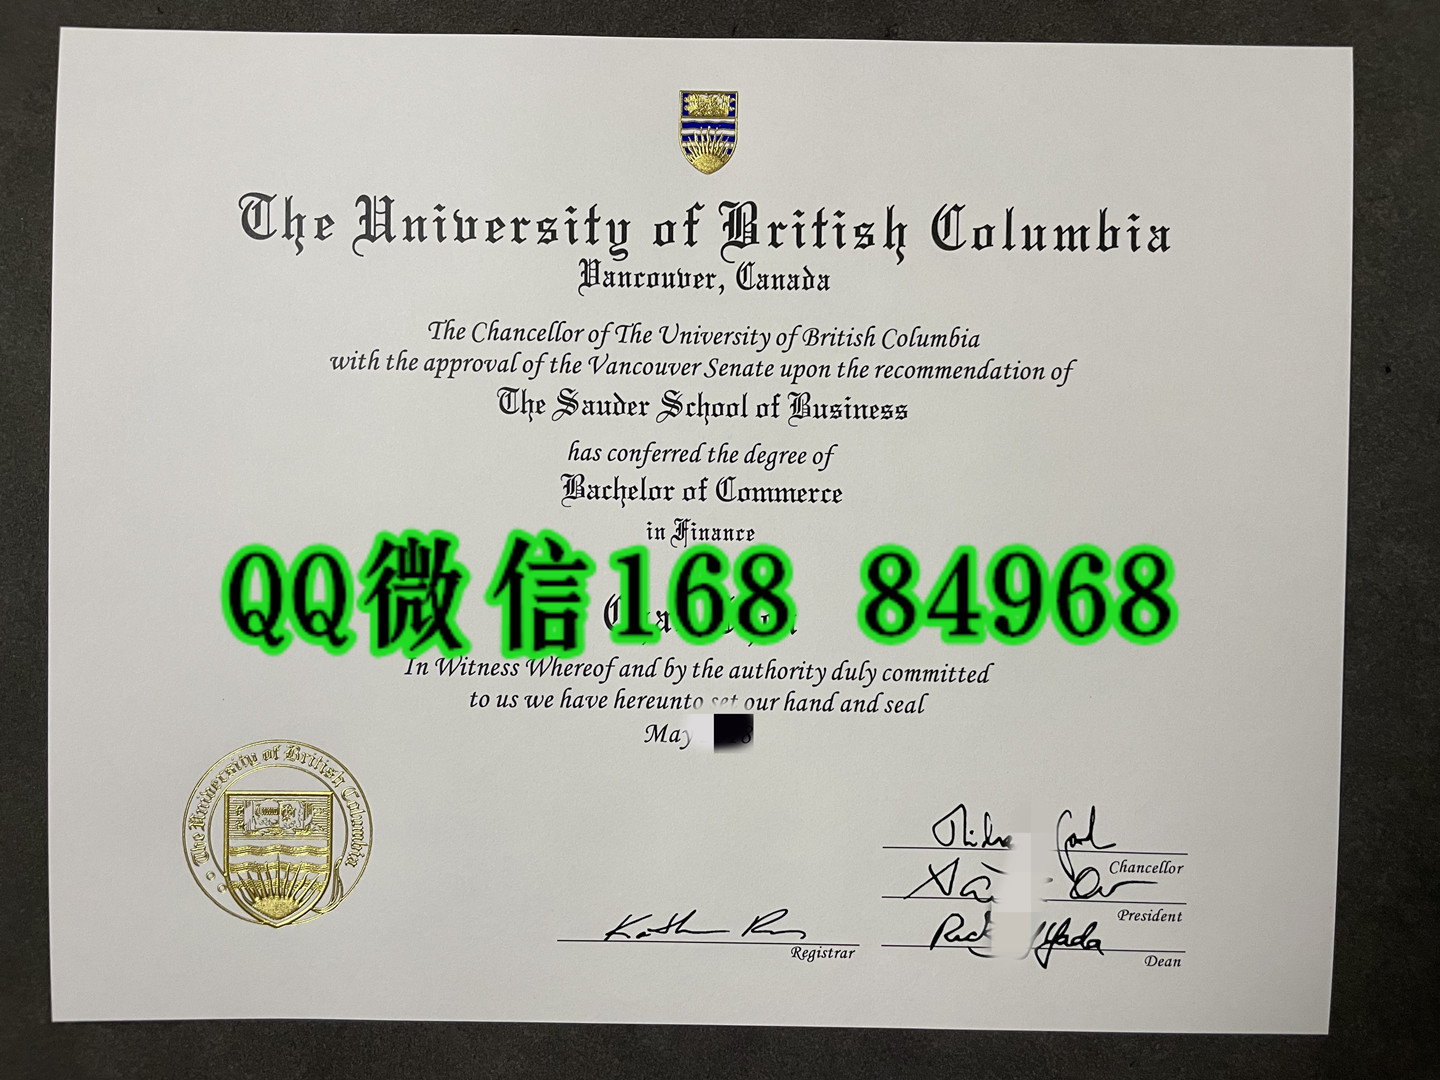 The University of British Columbia
Vancouver, Canada
The Chancellor of The University of British Columbia
with the approval of the Vancouver Senate upon the recommendation of
The Sauder School of Business
has conferred the degree of
Bachelor of Commerce
in Finance
QQ微信168 84968
In Witness Whereof and by the authority duly committed
to us we have hereunto set our hand and seal
May
The University of British Columbia
Chancellor
President
Registrar
Dean